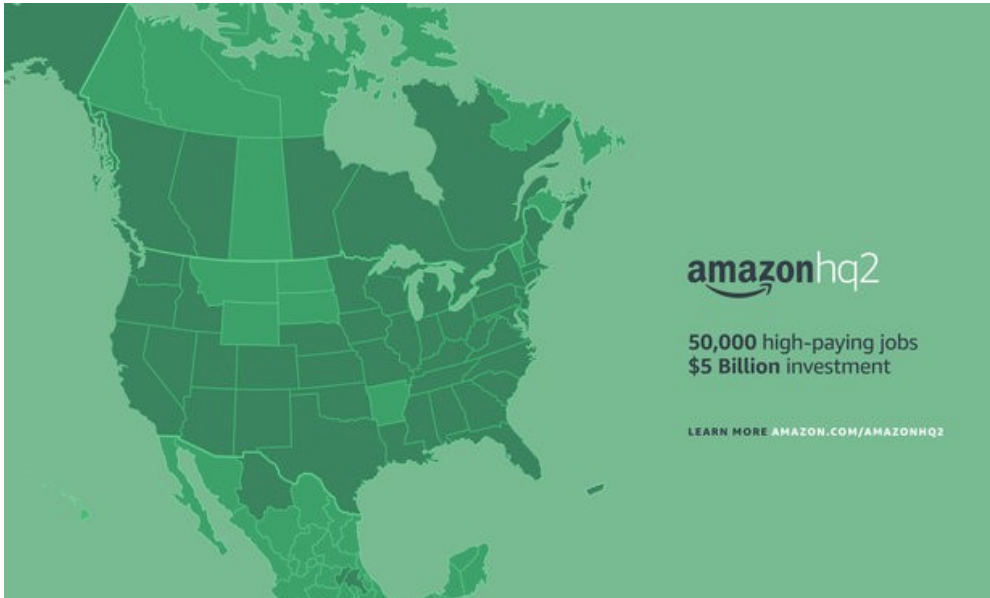 amazonhq2
50,000 high-paying jobs
$5 Billion investment
LEARN MORE AMAZON.COM/AMAZONHQ2